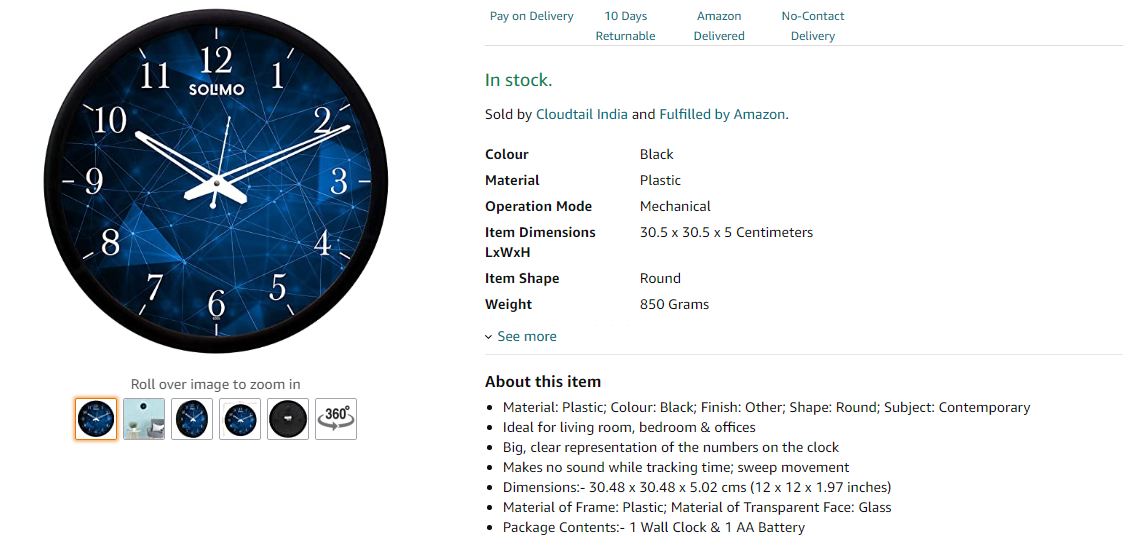 12
11
1
SOLIMO
10
2
9
3
8
4
7
5
6
Roll over image to zoom in
360°
Pay on Delivery
10 Days Returnable
Amazon Delivered
No-Contact Delivery
In stock.
Sold by Cloudtail India and Fulfilled by Amazon.
Colour Black
Material Plastic
Operation Mode Mechanical
Item Dimensions LxWxH 30.5 x 30.5 x 5 Centimeters
Item Shape Round
Weight 850 Grams
See more
About this item
• Material: Plastic; Colour: Black; Finish: Other; Shape: Round; Subject: Contemporary
• Ideal for living room, bedroom & offices
• Big, clear representation of the numbers on the clock
• Makes no sound while tracking time; sweep movement
• Dimensions:- 30.48 x 30.48 x 5.02 cms (12 x 12 x 1.97 inches)
• Material of Frame: Plastic; Material of Transparent Face: Glass
• Package Contents:- 1 Wall Clock & 1 AA Battery